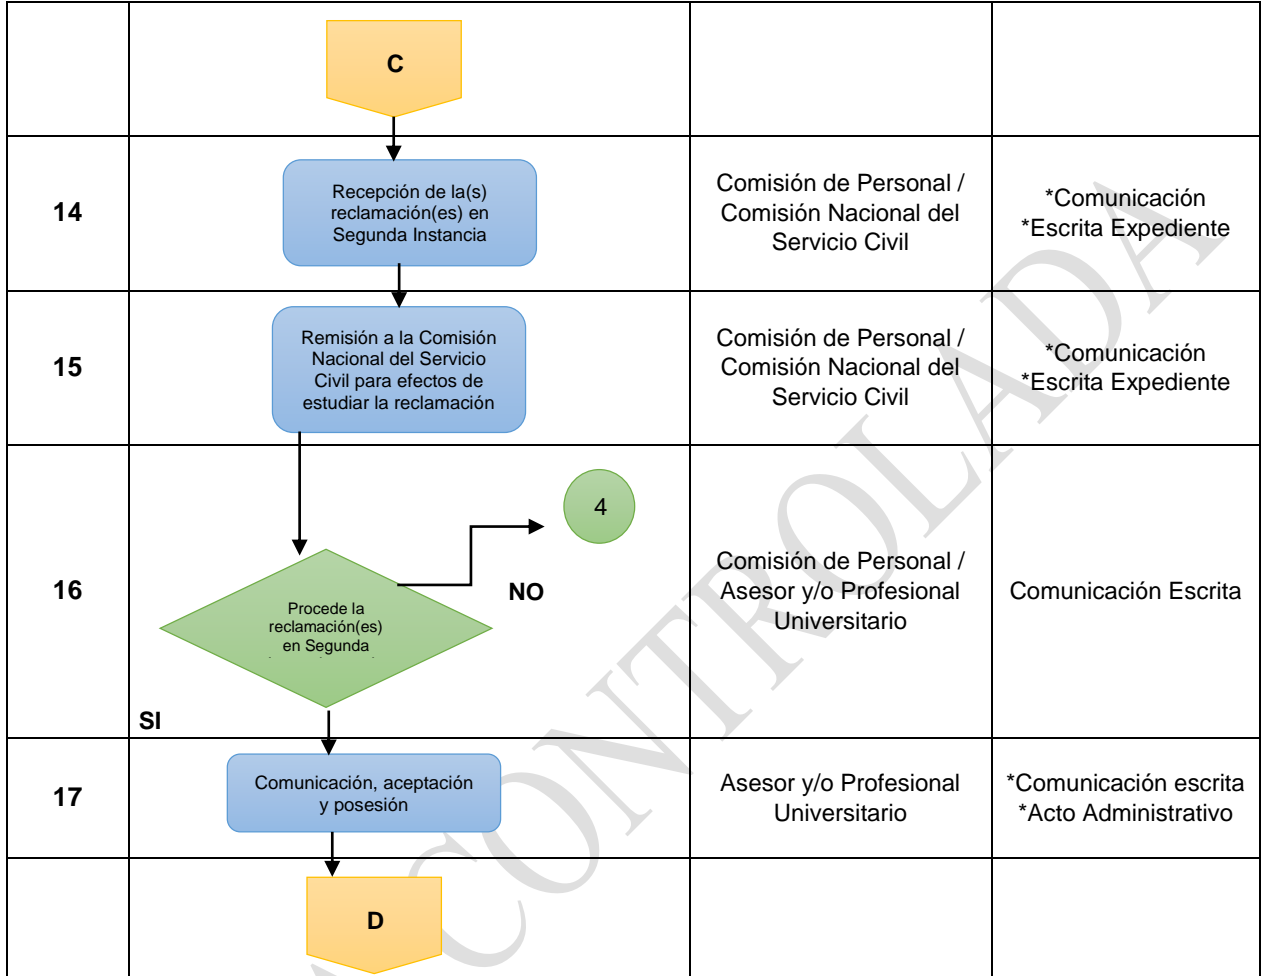 C
14
Recepción de la(s)
reclamación(es) en
Segunda Instancia
Comisión de Personal /
Comisión Nacional del
Servicio Civil
*Comunicación
*Escrita Expediente
15
Remisión a la Comisión
Nacional del Servicio
Civil para efectos de
estudiar la reclamación
Comisión de Personal /
Comisión Nacional del
Servicio Civil
*Comunicación
*Escrita Expediente
4
16
Procede la
reclamación(es)
en Segunda
NO
SI
Comisión de Personal /
Asesor y/o Profesional
Universitario
Comunicación Escrita
17
Comunicación, aceptación
y posesión
Asesor y/o Profesional
Universitario
*Comunicación escrita
*Acto Administrativo
D
A CONTROLADA